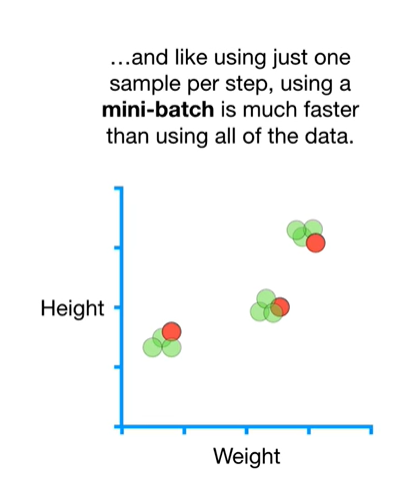 …and like using just one
sample per step, using a
mini-batch is much faster
than using all of the data.
Height
Weight